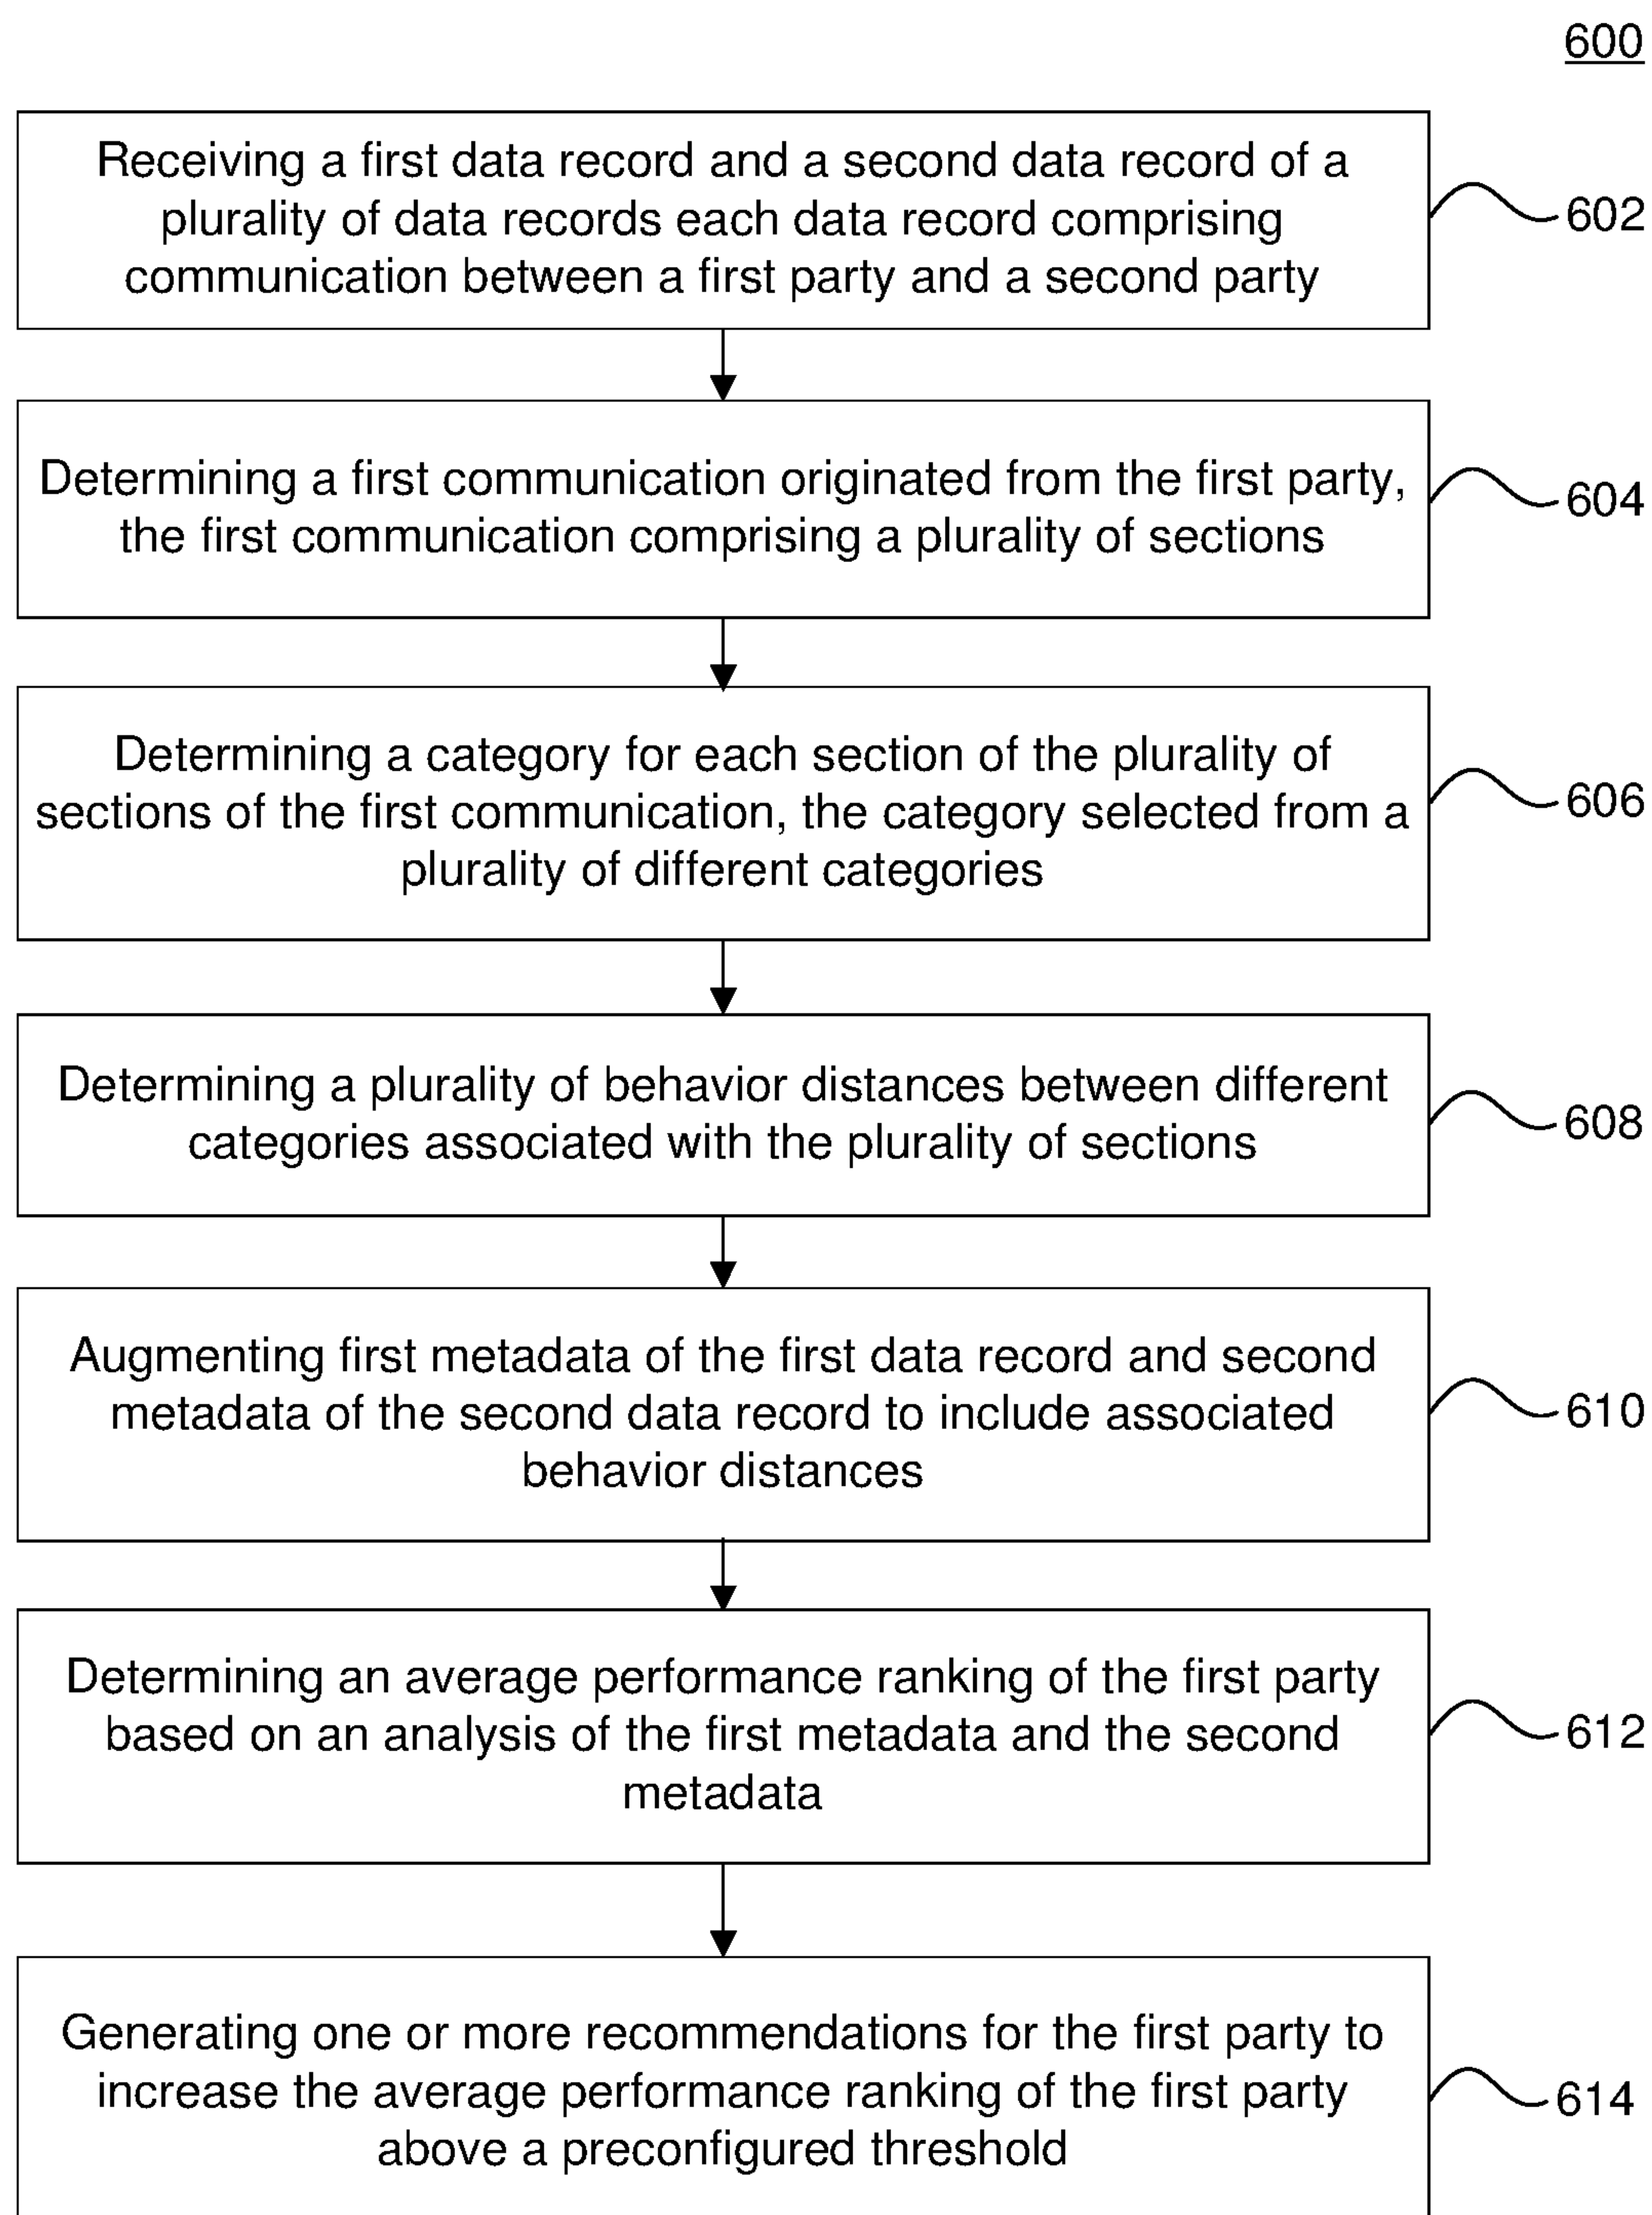 600
Receiving a first data record and a second data record of a
plurality of data records each data record comprising
communication between a first party and a second party
602
Determining a first communication originated from the first party,
the first communication comprising a plurality of sections
604
Determining a category for each section of the plurality of
sections of the first communication, the category selected from a
plurality of different categories
606
Determining a plurality of behavior distances between different
categories associated with the plurality of sections
608
Augmenting first metadata of the first data record and second
metadata of the second data record to include associated
behavior distances
610
Determining an average performance ranking of the first party
based on an analysis of the first metadata and the second
metadata
612
Generating one or more recommendations for the first party to
increase the average performance ranking of the first party
above a preconfigured threshold
614